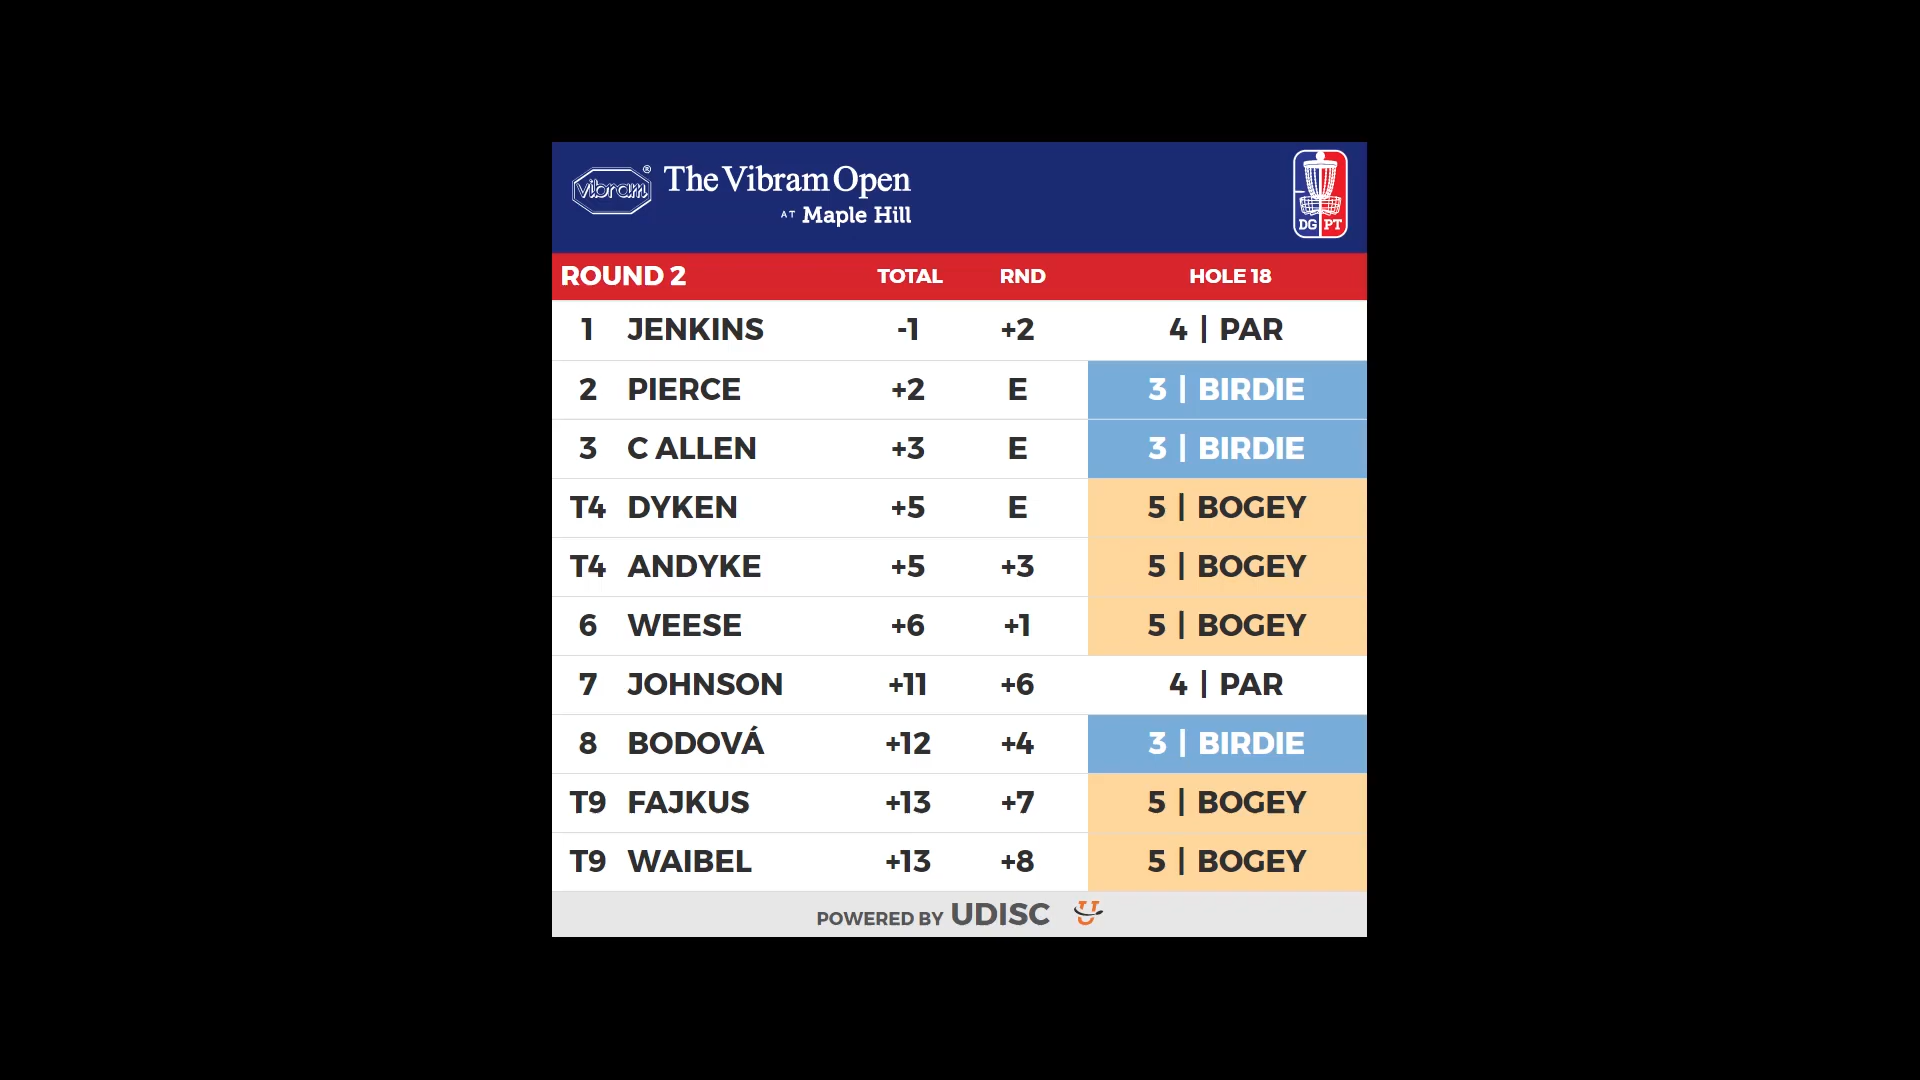 Vibram® The Vibram Open
AT Maple Hill
DG PT
ROUND 2 TOTAL RND HOLE 18
1 JENKINS -1 +2 4 | PAR
2 PIERCE +2 E 3 | BIRDIE
3 C ALLEN +3 E 3 | BIRDIE
T4 DYKEN +5 E 5 | BOGEY
T4 ANDYKE +5 +3 5 | BOGEY
6 WEESE +6 +1 5 | BOGEY
7 JOHNSON +11 +6 4 | PAR
8 BODOVÁ +12 +4 3 | BIRDIE
T9 FAJKUS +13 +7 5 | BOGEY
T9 WAIBEL +13 +8 5 | BOGEY
POWERED BY UDISC